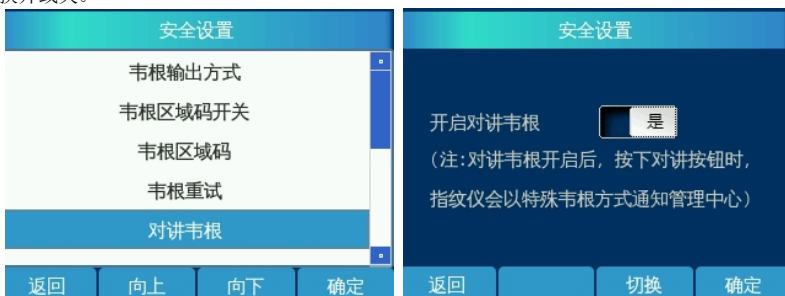 安全设置
韦根输出方式
韦根区域码开关
韦根区域码
韦根重试
对讲韦根
返回 向上 向下 确定
安全设置
开启对讲韦根 是
（注:对讲韦根开启后，按下对讲按钮时，
指纹仪会以特殊韦根方式通知管理中心）
返回 切换 确定